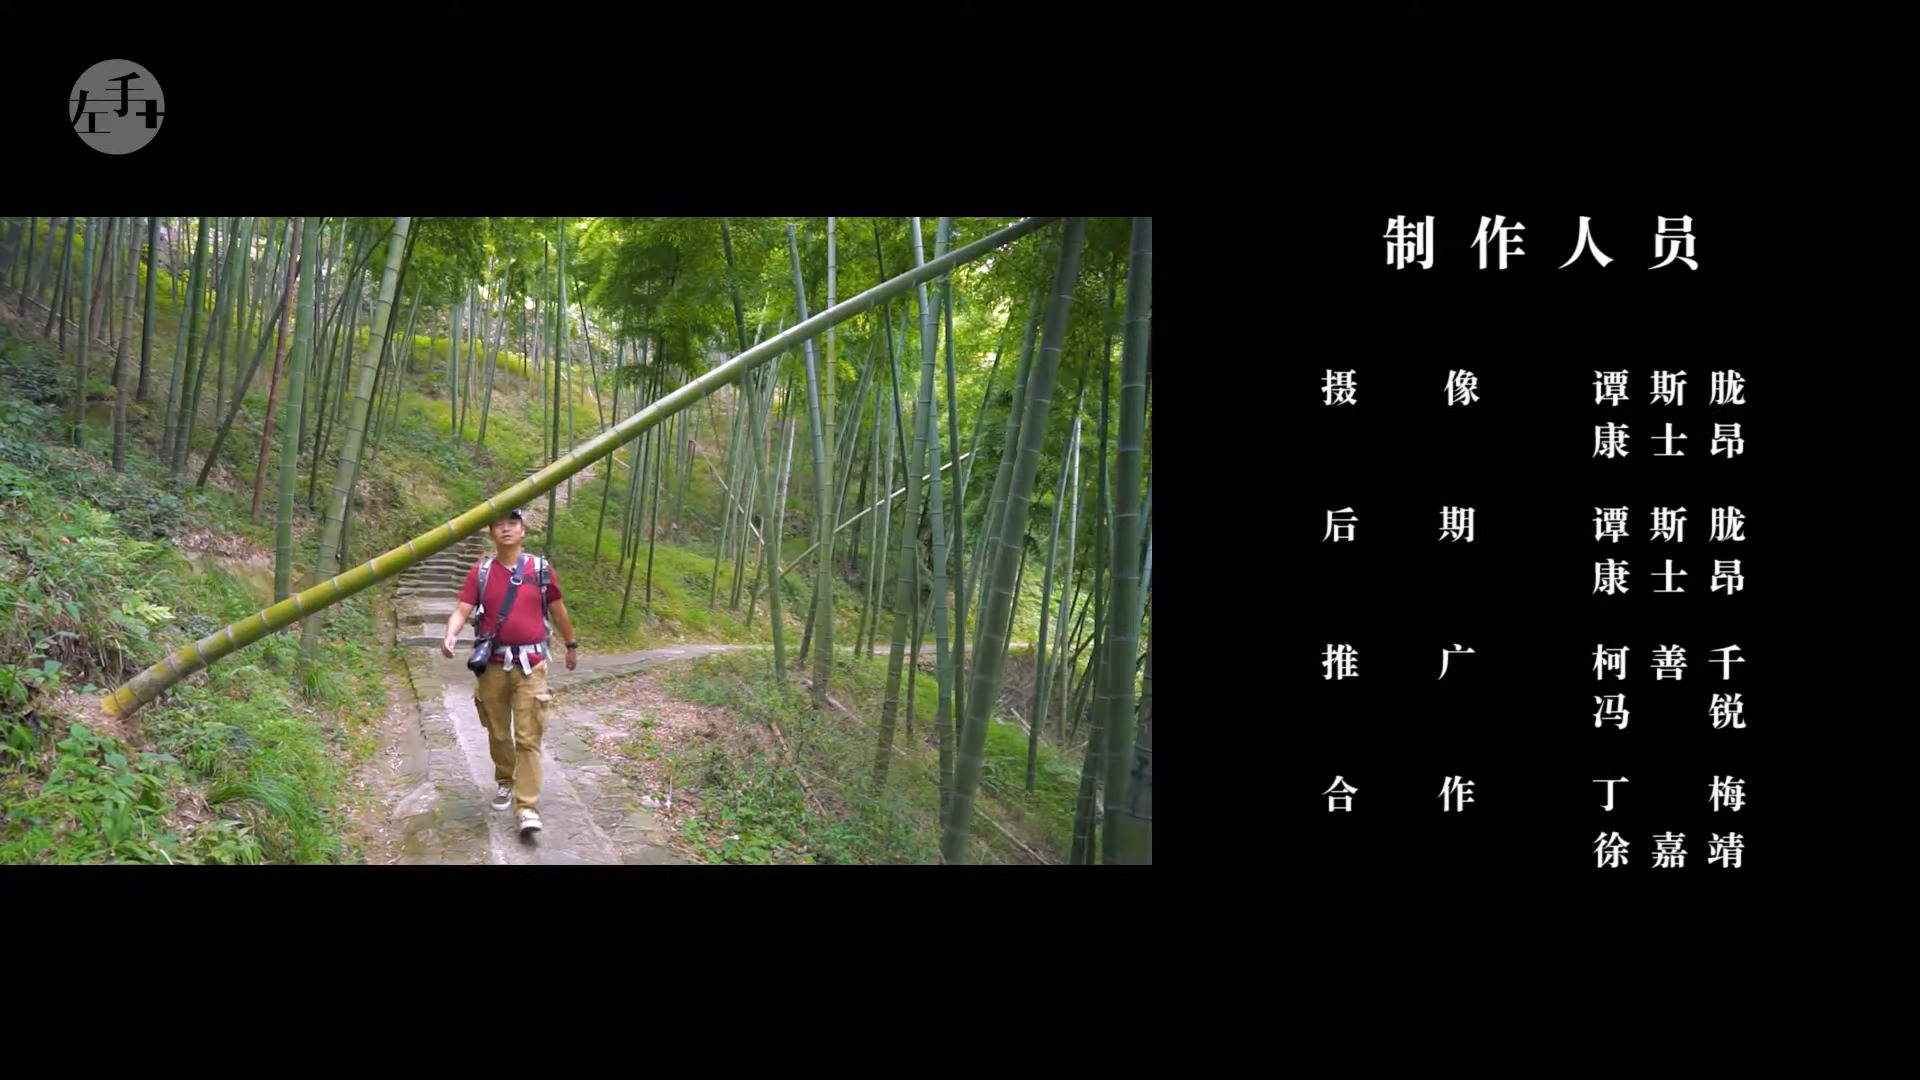 左手+
制作人员
摄像 谭斯胧
康士昂
后期 谭斯胧
康士昂
推广 柯善千
冯锐
合作 丁梅
徐嘉靖